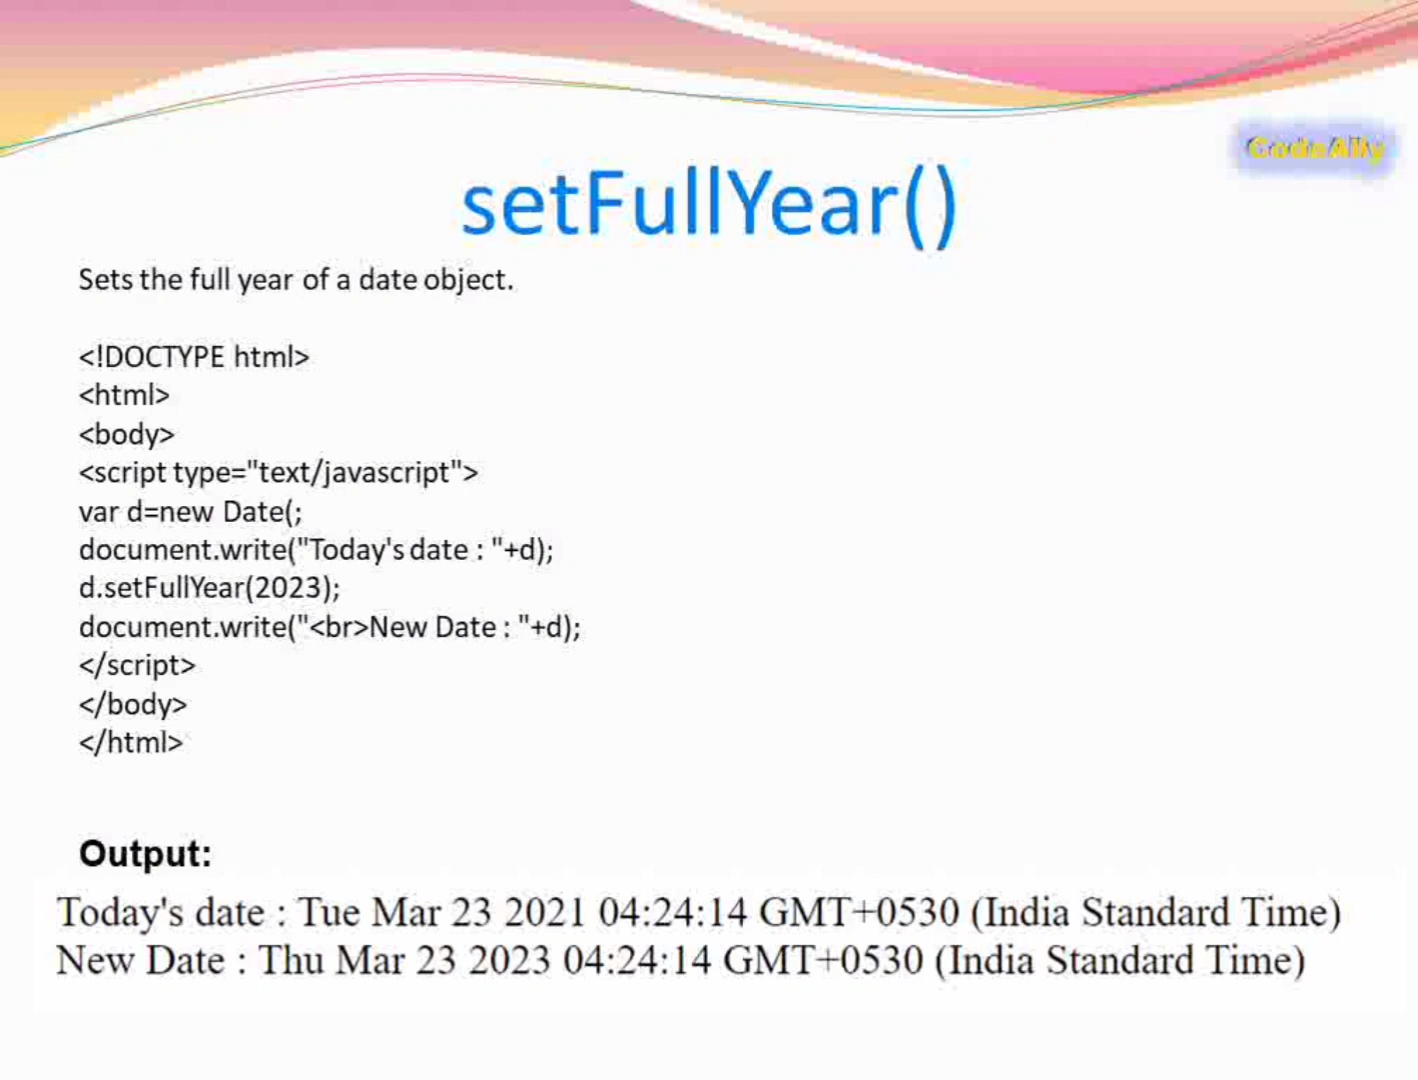 CodeAlly
setFullYear()
Sets the full year of a date object.
<!DOCTYPE html>
<html>
<body>
<script type="text/javascript">
var d=new Date(;
document.write("Today's date : "+d);
d.setFullYear(2023);
document.write("<br>New Date : "+d);
</script>
</body>
</html>
Output:
Today's date : Tue Mar 23 2021 04:24:14 GMT+0530 (India Standard Time)
New Date : Thu Mar 23 2023 04:24:14 GMT+0530 (India Standard Time)